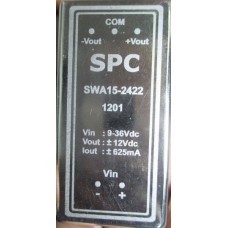 COM
-Vout +Vout
SPC
SWA15-2422
1201
Vin : 9-36Vdc
Vout : ±12Vdc
Iout : ±625mA
Vin
- +